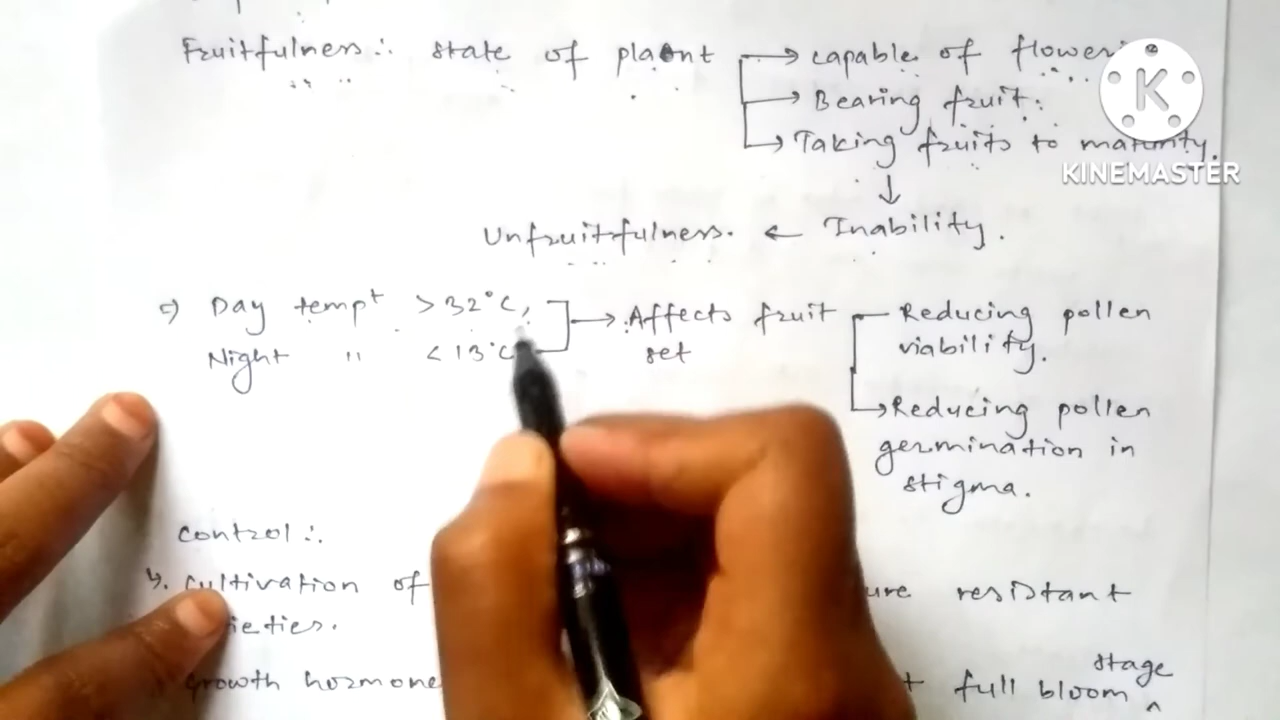 Fruitfulness:. state of plant → capable of
→ Bearing fruit.
→ Taking fruits to maturity.
↓
Unfruitfulness. ← Inability.
KINEMASTER
⇒ Day tempt > 32°C, → Affects fruit set
Night " < 13°C
Reducing pollen viability.
→ Reducing pollen germination in stigma.
Control:.
↳. Cultivation of resistant
growth full bloom stage